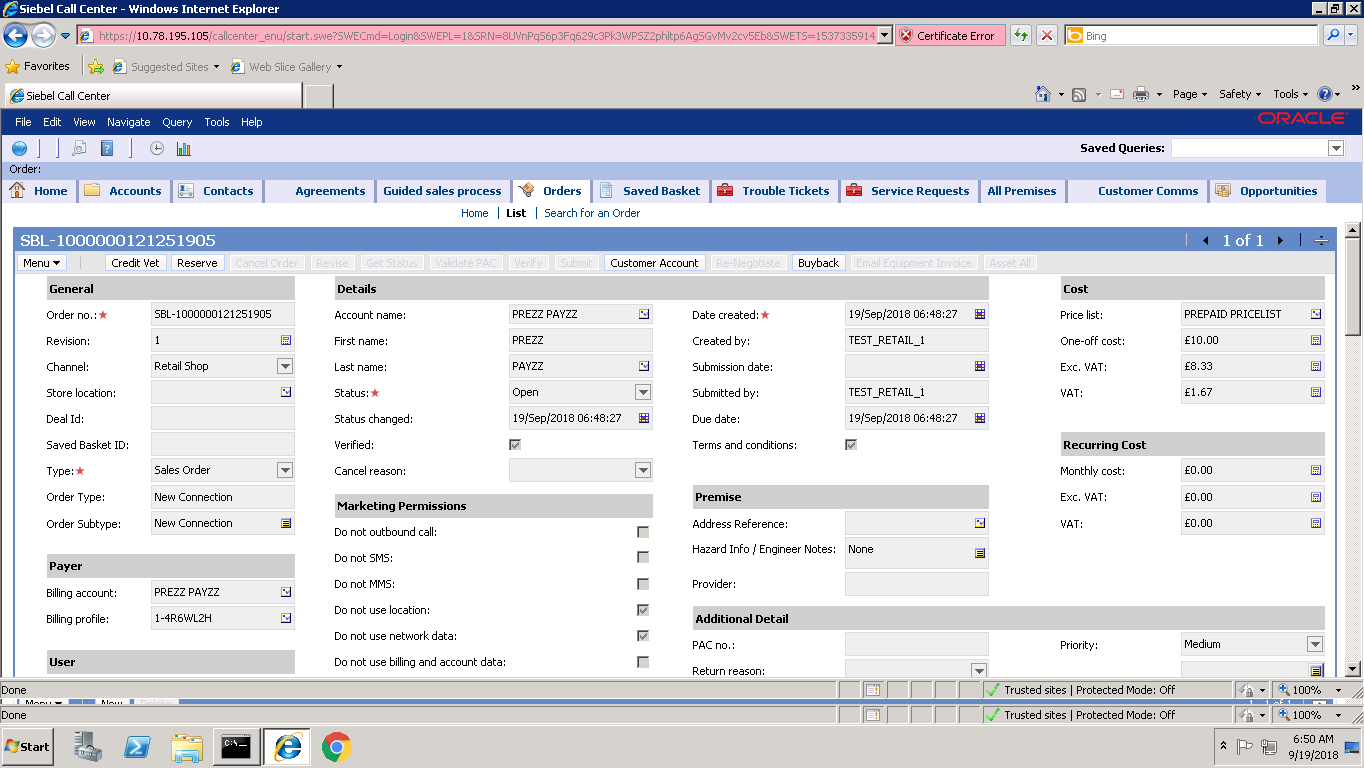 Siebel Call Center - Windows Internet Explorer
https://10.78.195.105/callcenter_enu/start.swe?SWECmd=Login&SWEPL=1&SRN=8UVnPqS6p3Fq629c3Pk3WPSZ2phltp6AgSGvMv2cv5Eb&SWETS=1537335914 Certificate Error Bing
Favorites Suggested Sites Web Slice Gallery
Siebel Call Center Page Safety Tools
File Edit View Navigate Query Tools Help ORACLE
Saved Queries:
Order:
Home Accounts Contacts Agreements Guided sales process Orders Saved Basket Trouble Tickets Service Requests All Premises Customer Comms Opportunities
Home List Search for an Order
SBL-1000000121251905 1 of 1
Menu Credit Vet Reserve Cancel Order Revise Get Status Validate PAC Verify Submit Customer Account Re-Negotiate Buyback Email Equipment Invoice Asset All
General Details Cost
Order no.: SBL-1000000121251905 Account name: PREZZ PAYZZ Date created: 19/Sep/2018 06:48:27 Price list: PREPAID PRICELIST
Revision: 1 First name: PREZZ Created by: TEST_RETAIL_1 One-off cost: £10.00
Channel: Retail Shop Last name: PAYZZ Submission date: Exc. VAT: £8.33
Store location: Status: Open Submitted by: TEST_RETAIL_1 VAT: £1.67
Deal Id: Status changed: 19/Sep/2018 06:48:27 Due date: 19/Sep/2018 06:48:27
Saved Basket ID: Verified: Terms and conditions: Recurring Cost
Type: Sales Order Cancel reason: Monthly cost: £0.00
Order Type: New Connection Marketing Permissions Premise Exc. VAT: £0.00
Order Subtype: New Connection Do not outbound call: Address Reference: VAT: £0.00
Do not SMS: Hazard Info / Engineer Notes: None
Payer Do not MMS: Provider:
Billing account: PREZZ PAYZZ Do not use location:
Billing profile: 1-4R6WL2H Do not use network data: Additional Detail
User Do not use billing and account data: PAC no.: Priority: Medium
Return reason:
Done Trusted sites | Protected Mode: Off 100%
Menu New Delete 1 - 1 of 1
Done Trusted sites | Protected Mode: Off 100%
Start 6:50 AM
9/19/2018